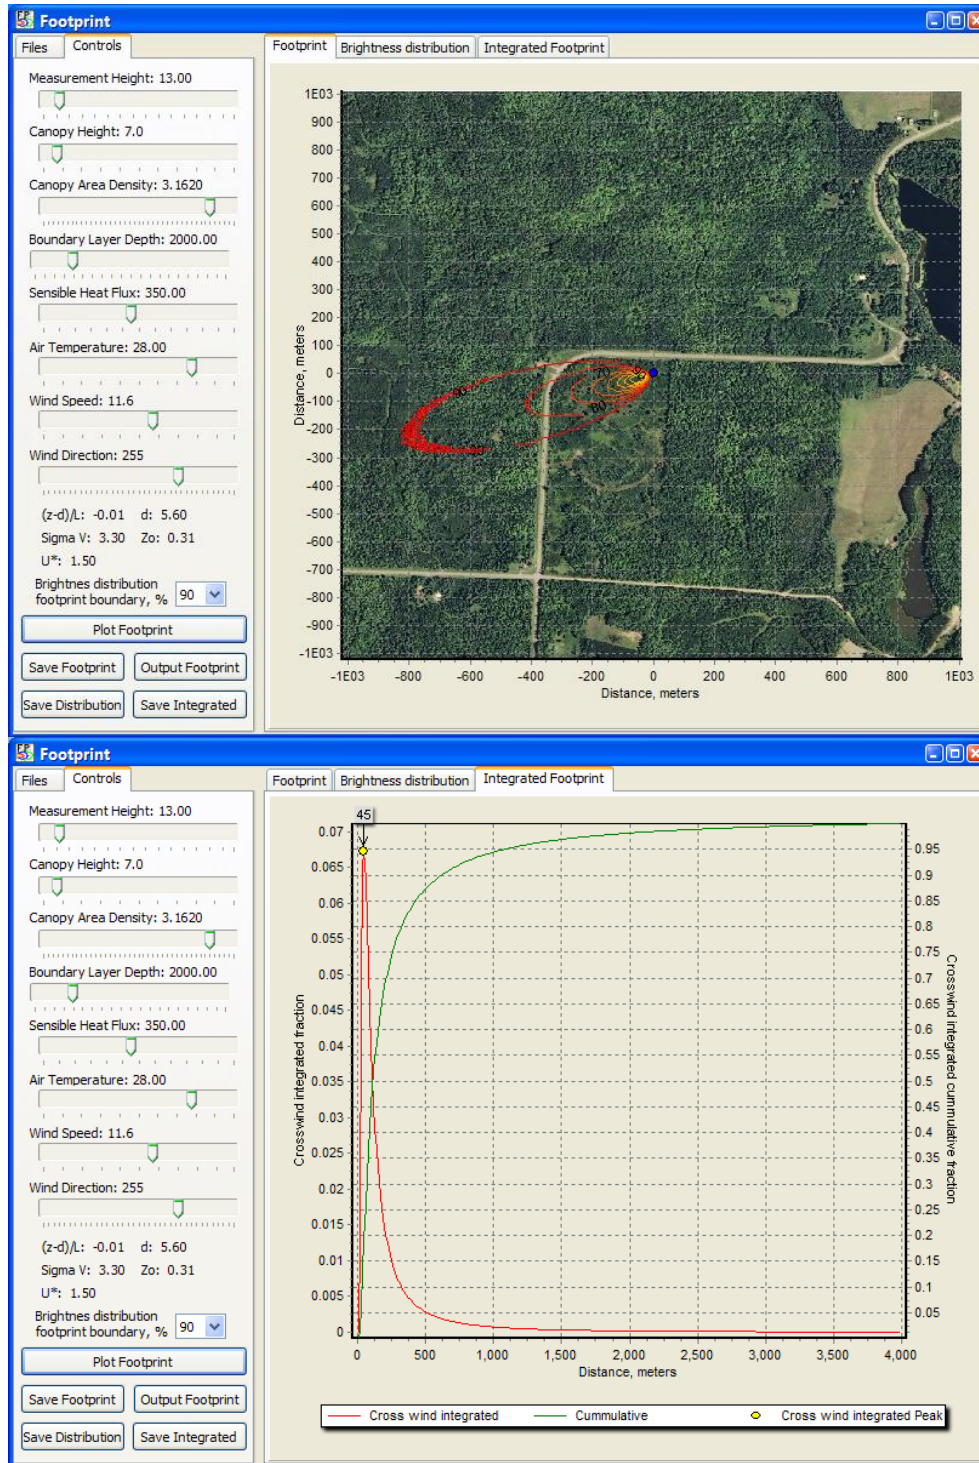 Footprint
Files Controls
Footprint Brightness distribution Integrated Footprint
Measurement Height: 13.00
Canopy Height: 7.0
Canopy Area Density: 3.1620
Boundary Layer Depth: 2000.00
Sensible Heat Flux: 350.00
Air Temperature: 28.00
Wind Speed: 11.6
Wind Direction: 255
(z-d)/L: -0.01 d: 5.60
Sigma V: 3.30 Zo: 0.31
U*: 1.50
Brightnes distribution
footprint boundary, % 90
Plot Footprint
Save Footprint Output Footprint
Save Distribution Save Integrated
1E03
900
800
700
600
500
400
300
200
100
0
-100
-200
-300
-400
-500
-600
-700
-800
-900
-1E03
Distance, meters
-1E03 -800 -600 -400 -200 0 200 400 600 800 1E03
Distance, meters
Footprint
Files Controls
Footprint Brightness distribution Integrated Footprint
Measurement Height: 13.00
Canopy Height: 7.0
Canopy Area Density: 3.1620
Boundary Layer Depth: 2000.00
Sensible Heat Flux: 350.00
Air Temperature: 28.00
Wind Speed: 11.6
Wind Direction: 255
(z-d)/L: -0.01 d: 5.60
Sigma V: 3.30 Zo: 0.31
U*: 1.50
Brightnes distribution
footprint boundary, % 90
Plot Footprint
Save Footprint Output Footprint
Save Distribution Save Integrated
45
0.07
0.065
0.06
0.055
0.05
0.045
0.04
0.035
0.03
0.025
0.02
0.015
0.01
0.005
0
Crosswind integrated fraction
0.95
0.9
0.85
0.8
0.75
0.7
0.65
0.6
0.55
0.5
0.45
0.4
0.35
0.3
0.25
0.2
0.15
0.1
0.05
Crosswind integrated cummulative fraction
0 500 1,000 1,500 2,000 2,500 3,000 3,500 4,000
Distance, meters
Cross wind integrated Cummulative Cross wind integrated Peak